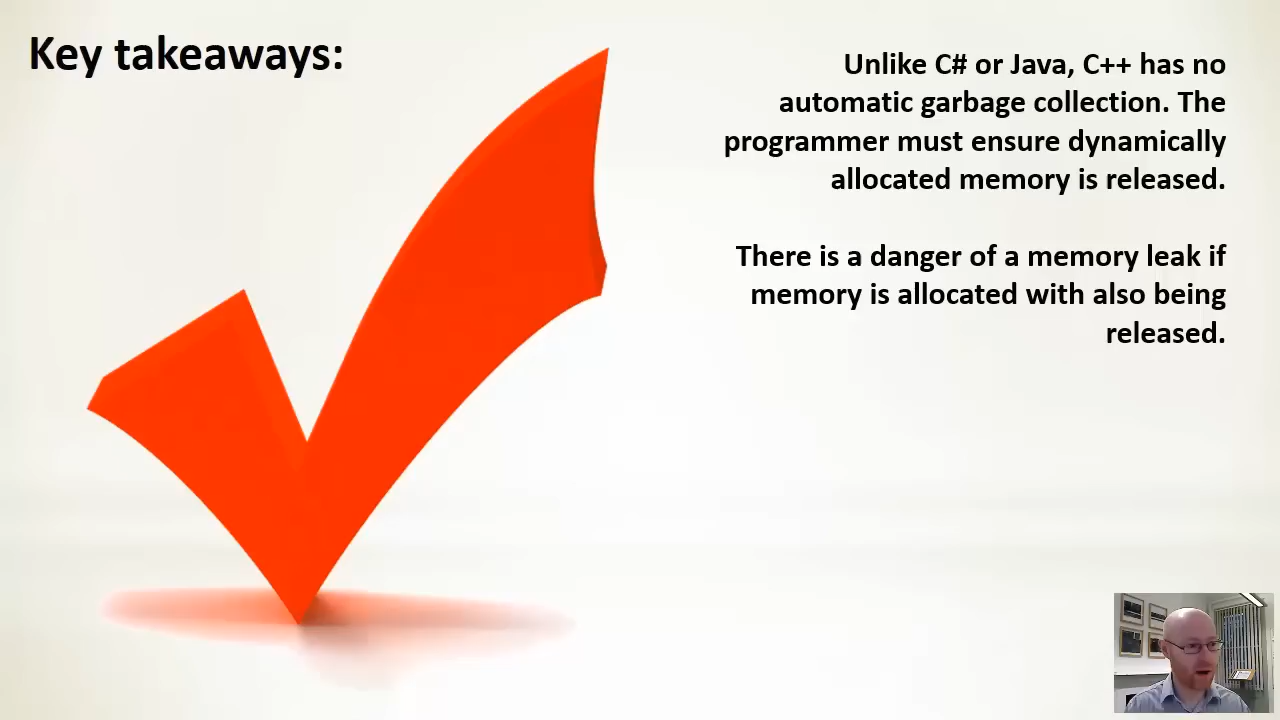 Key takeaways:
Unlike C# or Java, C++ has no
automatic garbage collection. The
programmer must ensure dynamically
allocated memory is released.
There is a danger of a memory leak if
memory is allocated with also being
released.